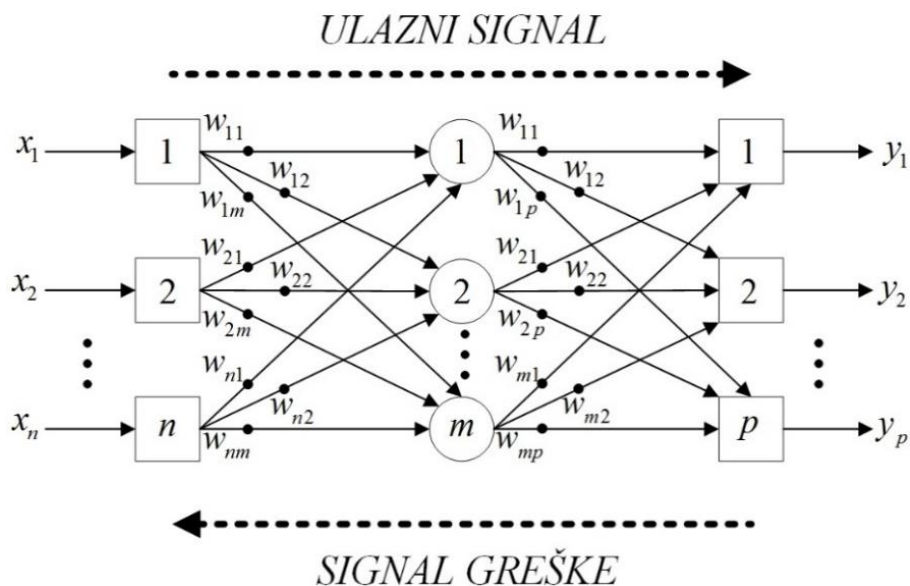 ULAZNI SIGNAL
x₁ 1 w₁₁ 1 w₁₁ 1 y₁
w₁₂ w₁₂
w₁ₘ w₁ₚ
w₂₁ w₂₁
x₂ 2 w₂₂ 2 w₂₂ 2 y₂
w₂ₘ w₂ₚ
wₙ₁ wₘ₁
wₙ₂ wₘ₂
xₙ n m p yₚ
wₙₘ wₘₚ
SIGNAL GREŠKE